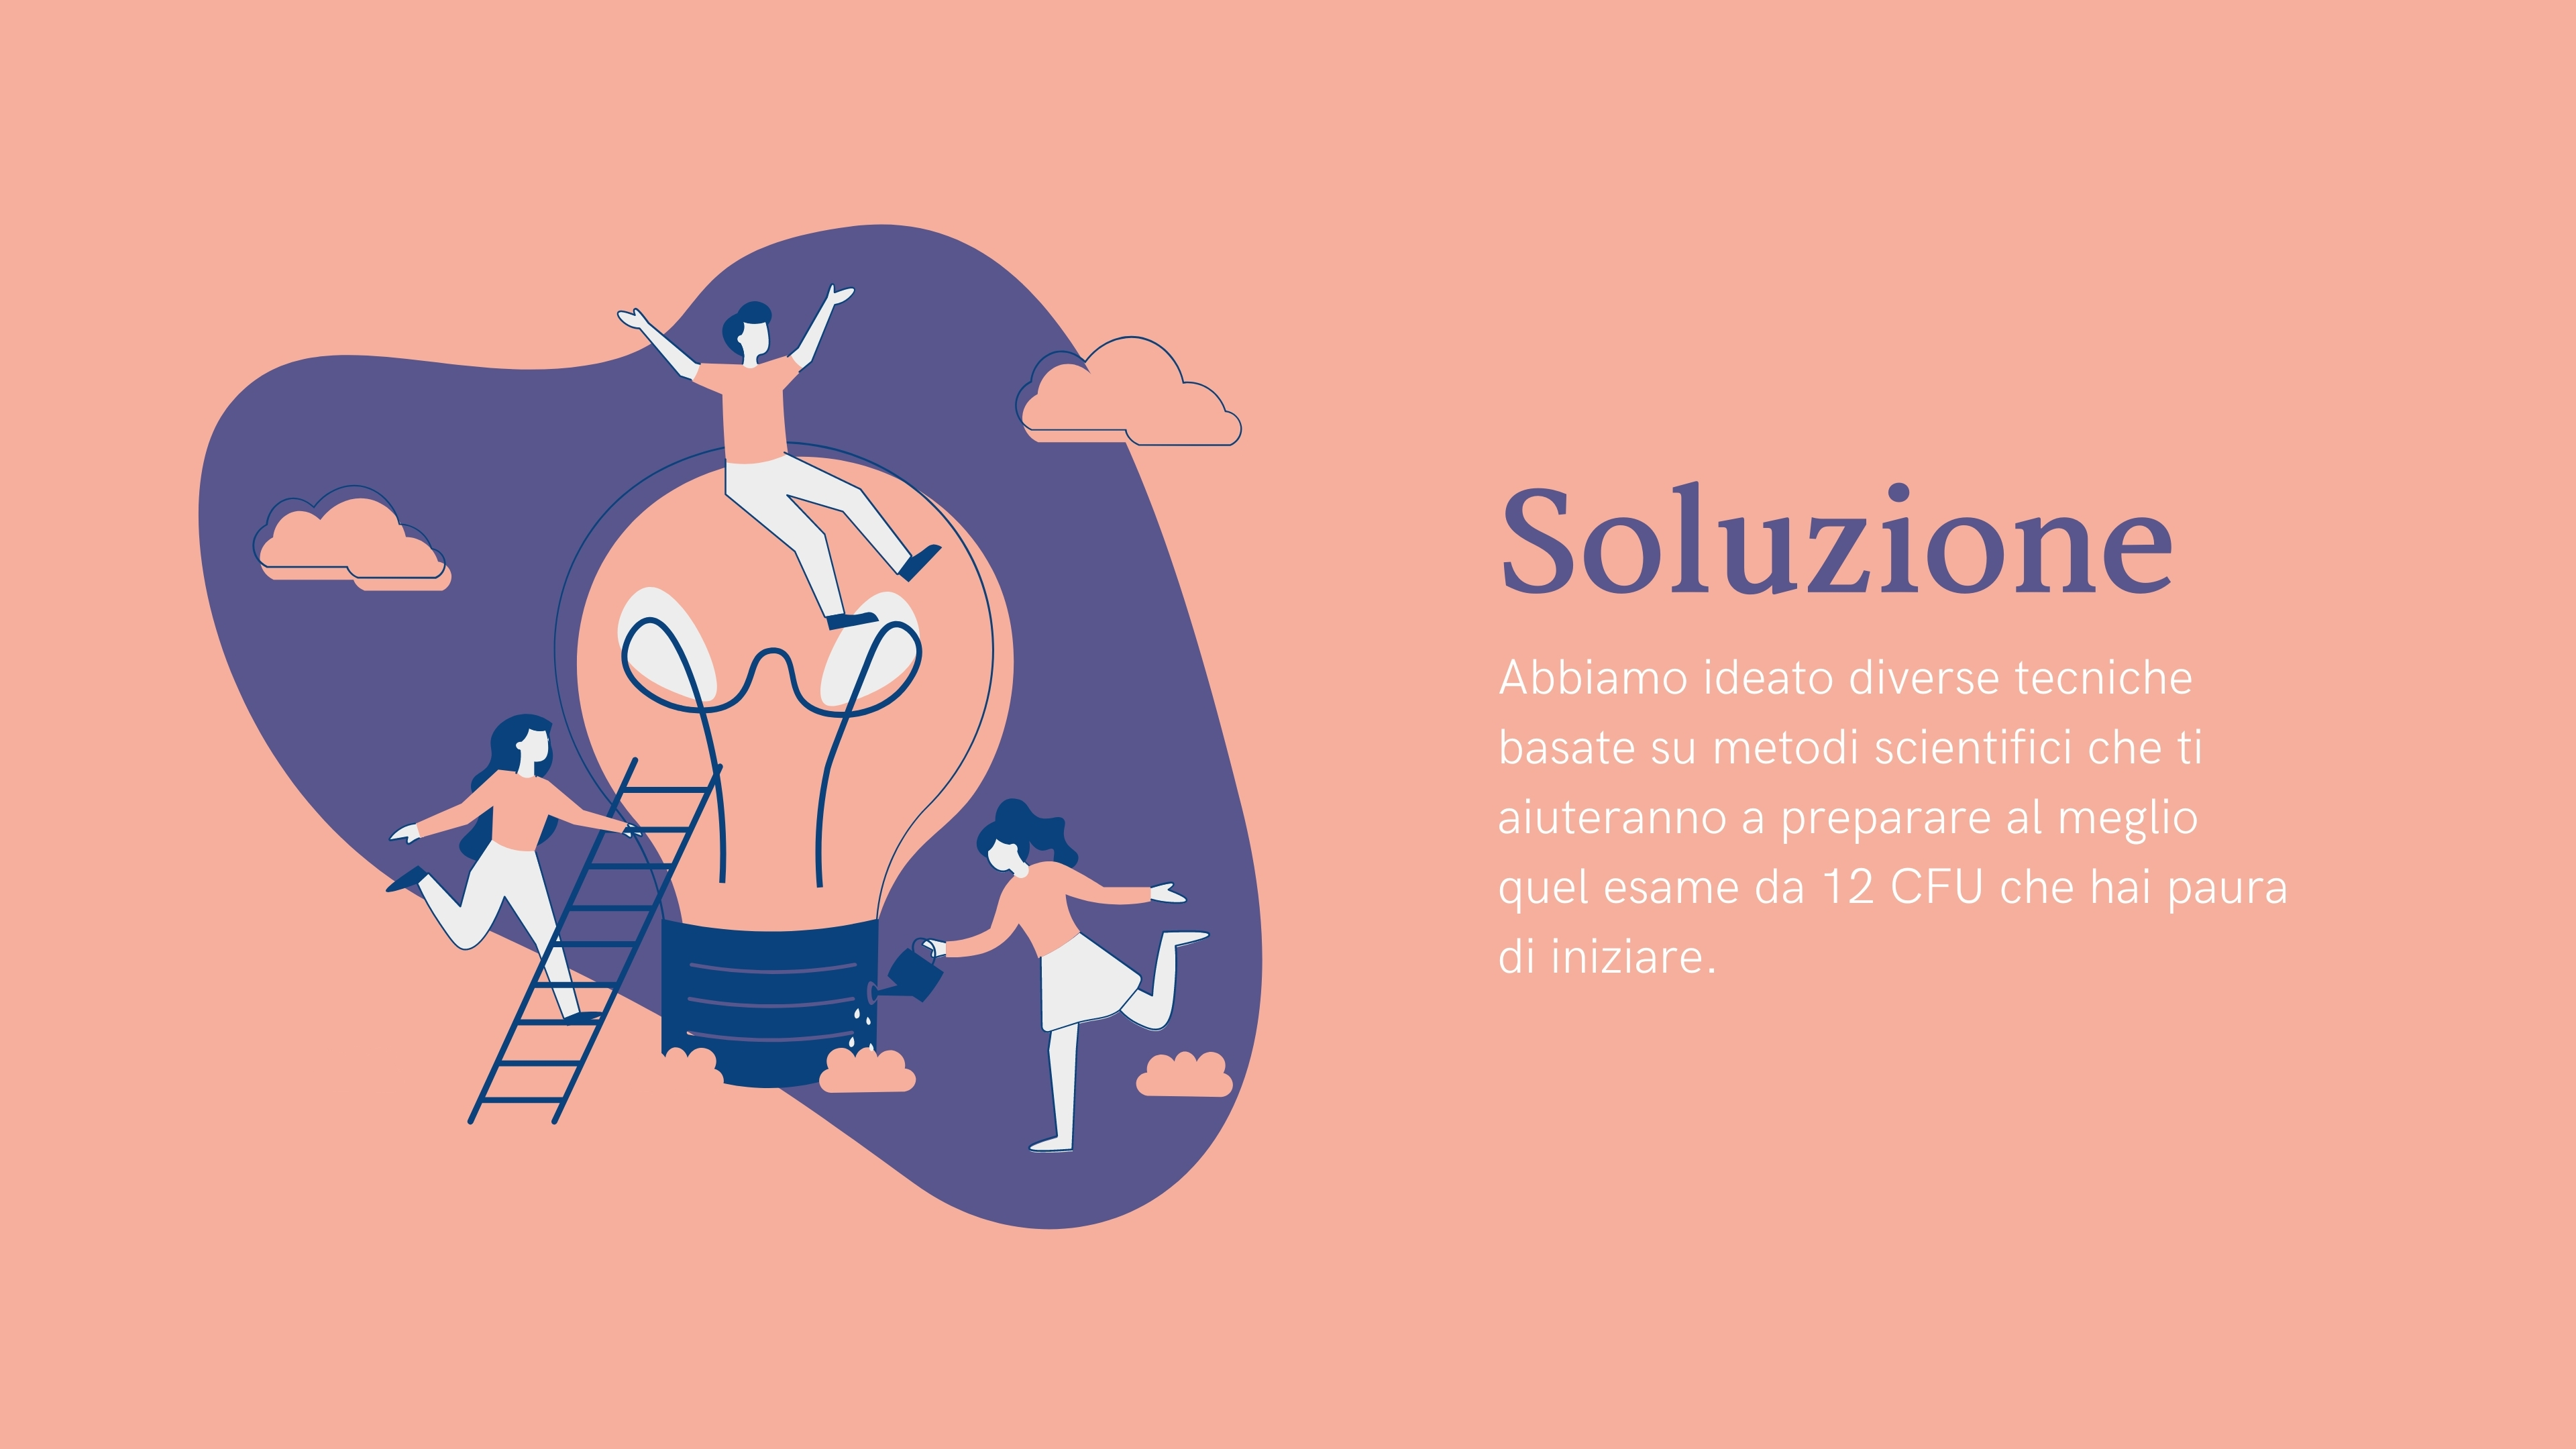 Soluzione
Abbiamo ideato diverse tecniche
basate su metodi scientifici che ti
aiuteranno a preparare al meglio
quel esame da 12 CFU che hai paura
di iniziare.